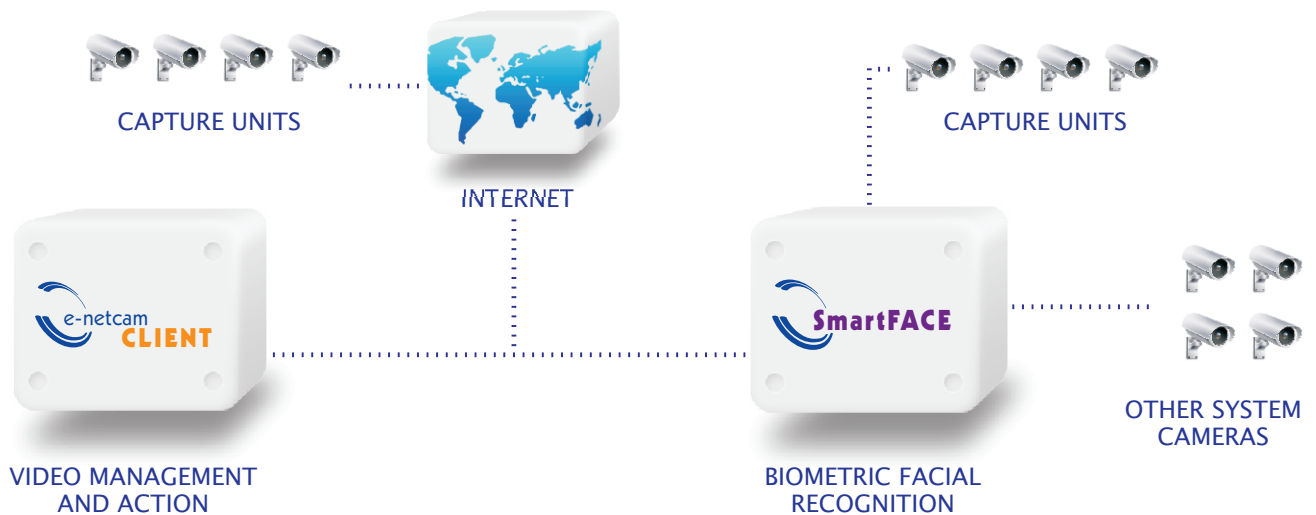 CAPTURE UNITS
CAPTURE UNITS
INTERNET
e-netcam
CLIENT
SmartFACE
OTHER SYSTEM
CAMERAS
VIDEO MANAGEMENT
AND ACTION
BIOMETRIC FACIAL
RECOGNITION